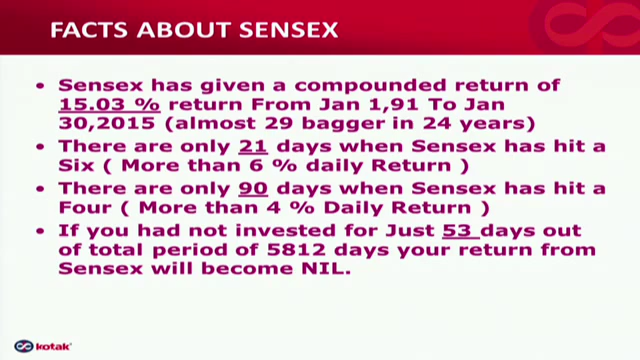 FACTS ABOUT SENSEX
• Sensex has given a compounded return of
15.03 % return From Jan 1,91 To Jan
30,2015 (almost 29 bagger in 24 years)
• There are only 21 days when Sensex has hit a
Six ( More than 6 % daily Return )
• There are only 90 days when Sensex has hit a
Four ( More than 4 % Daily Return )
• If you had not invested for Just 53 days out
of total period of 5812 days your return from
Sensex will become NIL.
kotak